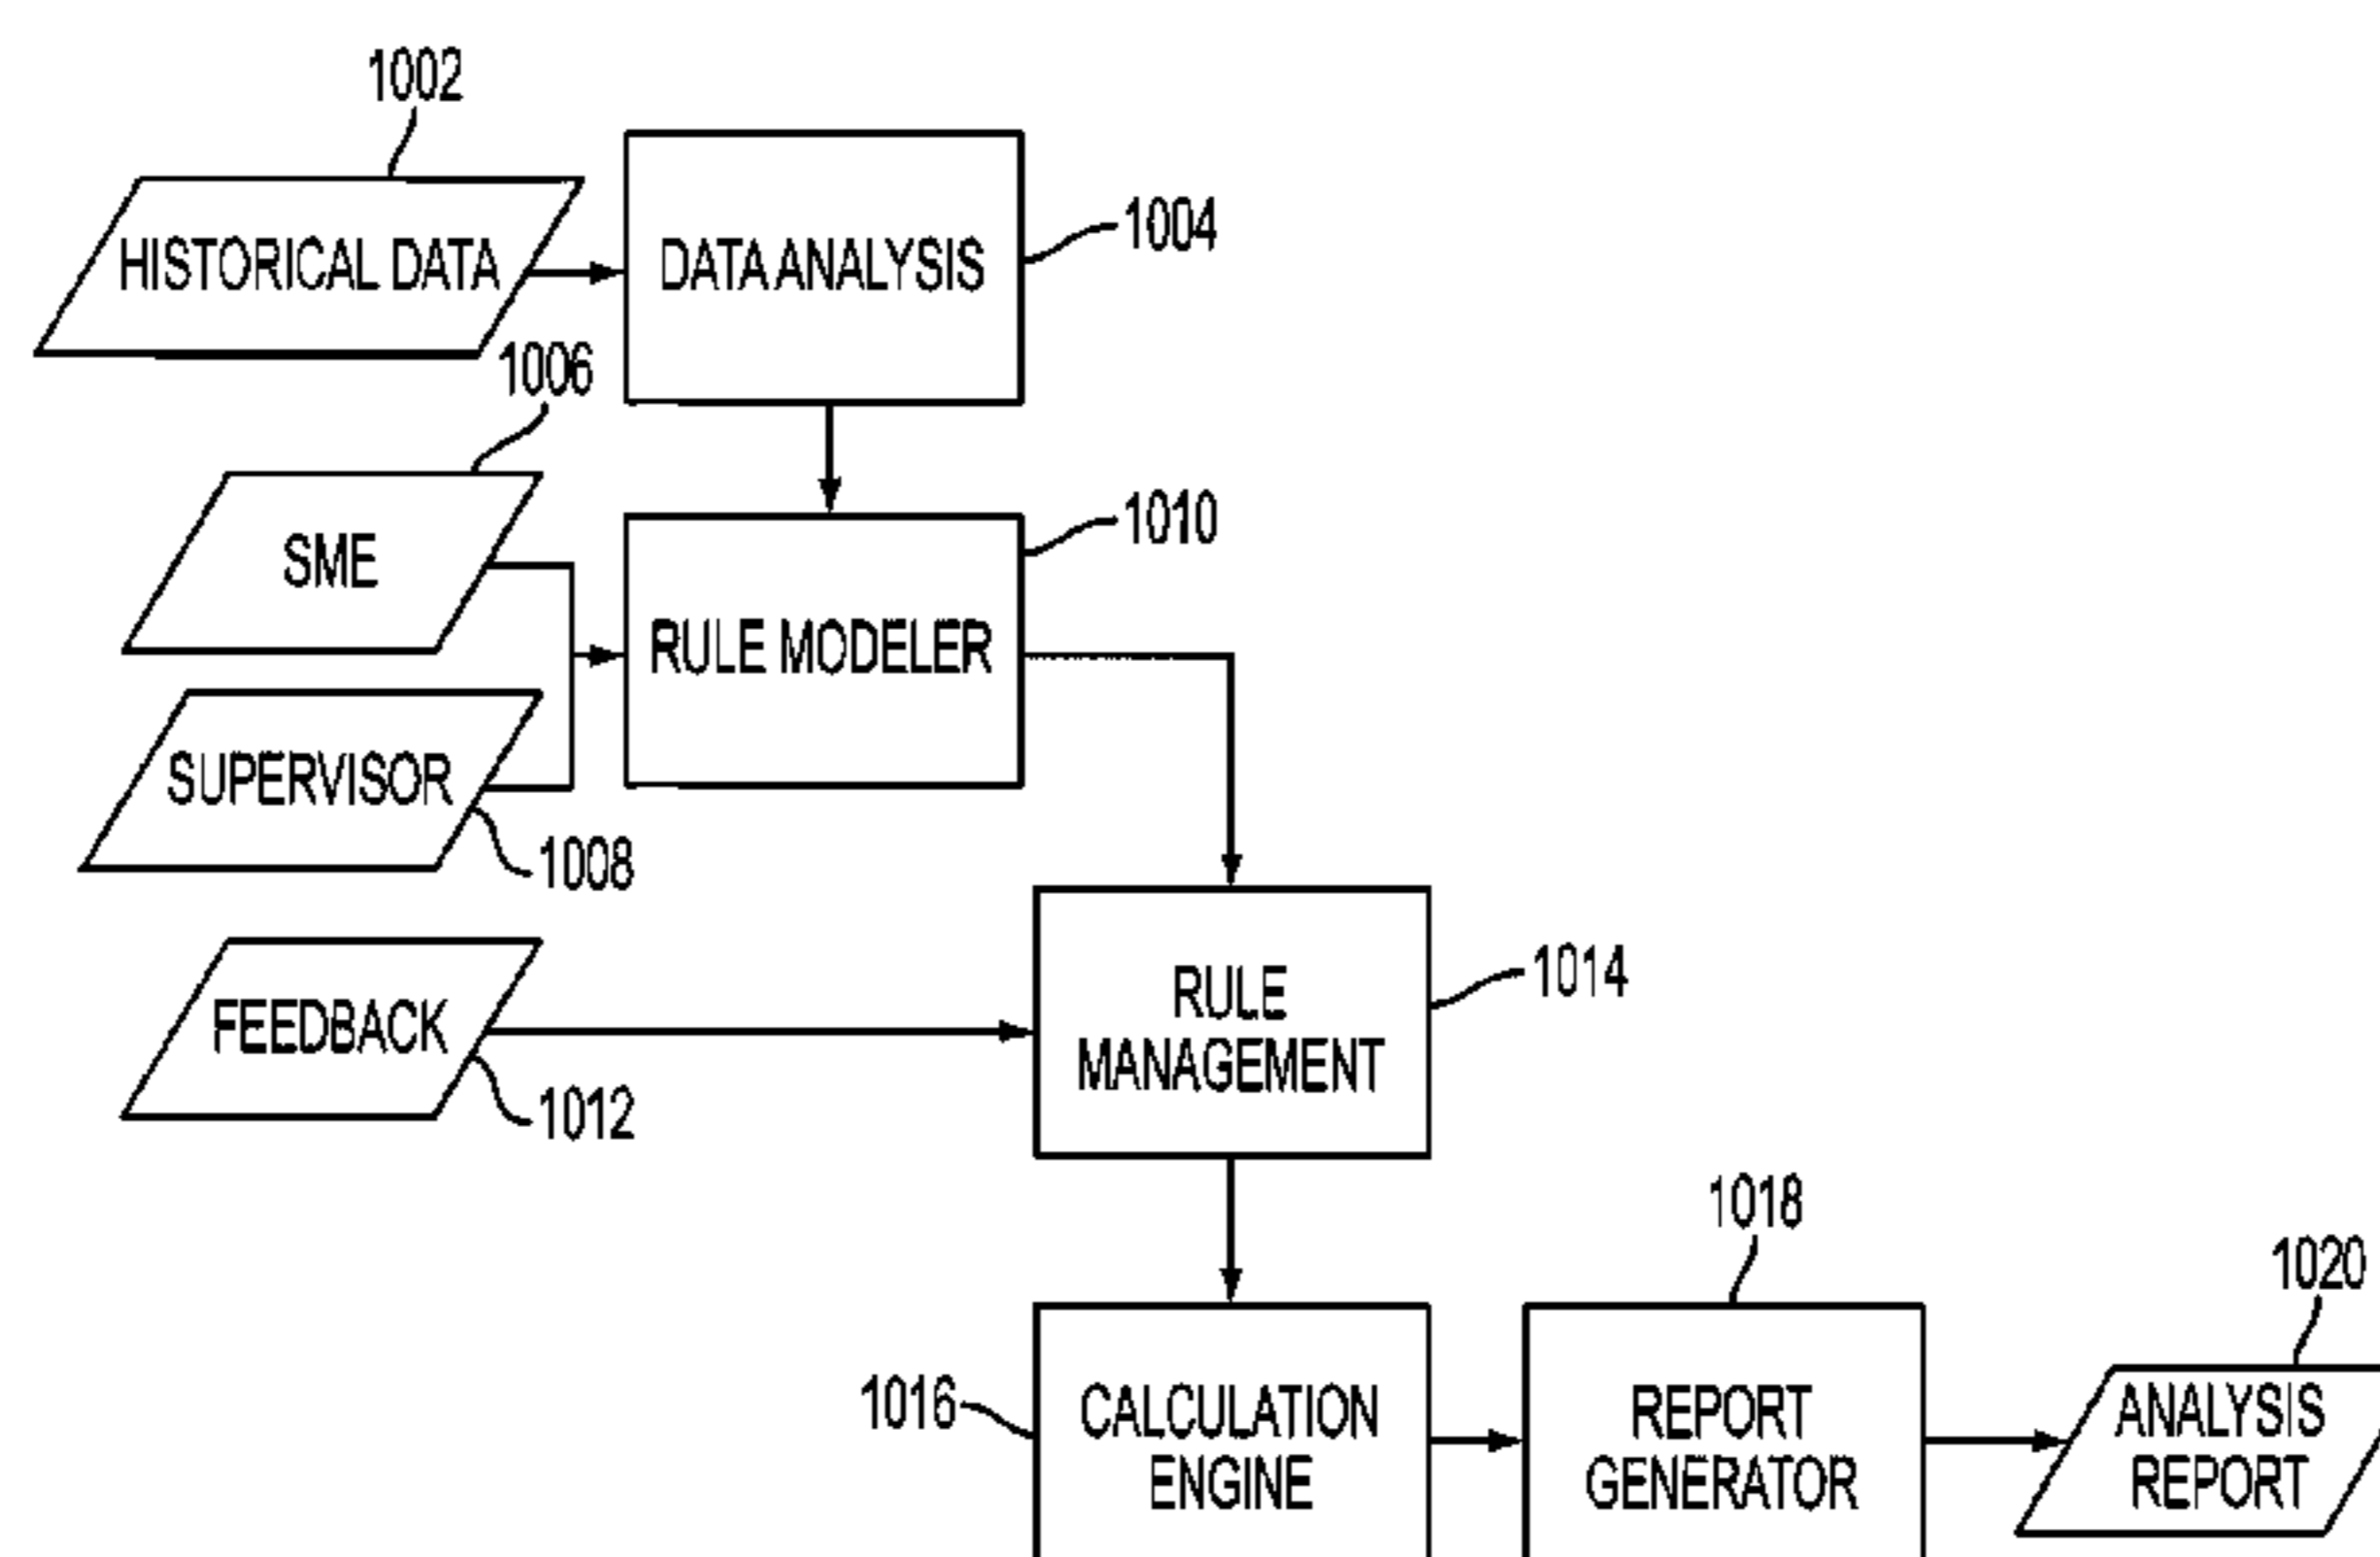 1002
HISTORICAL DATA
DATA ANALYSIS
1004
1006
SME
1010
RULE MODELER
SUPERVISOR
1008
FEEDBACK
1012
RULE
MANAGEMENT
1014
1016
CALCULATION
ENGINE
1018
REPORT
GENERATOR
1020
ANALYSIS
REPORT